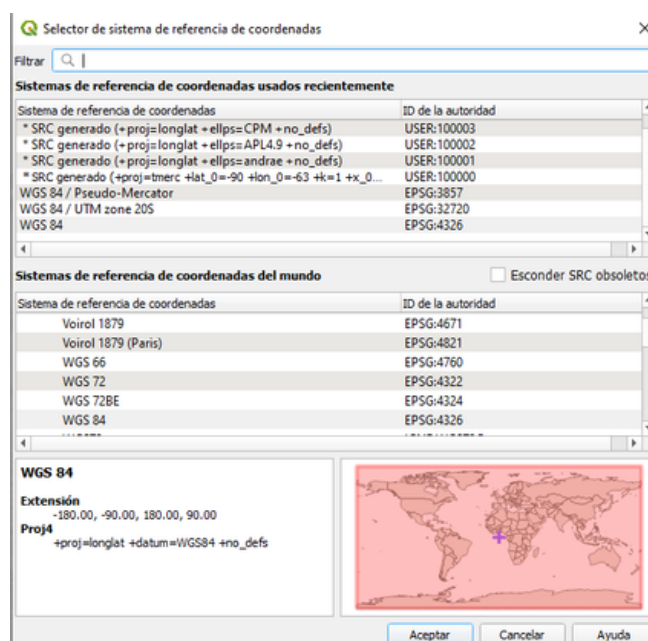 Selector de sistema de referencia de coordenadas
Filtrar
Sistemas de referencia de coordenadas usados recientemente
Sistema de referencia de coordenadas ID de la autoridad
* SRC generado (+proj=longlat +ellps=CPM +no_defs) USER:100003
* SRC generado (+proj=longlat +ellps=APL4.9 +no_defs) USER:100002
* SRC generado (+proj=longlat +ellps=andrae +no_defs) USER:100001
* SRC generado (+proj=tmerc +lat_0=-90 +lon_0=-63 +k=1 +x_0... USER:100000
WGS 84 / Pseudo-Mercator EPSG:3857
WGS 84 / UTM zone 20S EPSG:32720
WGS 84 EPSG:4326
Sistemas de referencia de coordenadas del mundo Esconder SRC obsoletos
Sistema de referencia de coordenadas ID de la autoridad
Voirol 1879 EPSG:4671
Voirol 1879 (Paris) EPSG:4821
WGS 66 EPSG:4760
WGS 72 EPSG:4322
WGS 72BE EPSG:4324
WGS 84 EPSG:4326
WGS 84
Extensión
-180.00, -90.00, 180.00, 90.00
Proj4
+proj=longlat +datum=WGS84 +no_defs
Aceptar Cancelar Ayuda